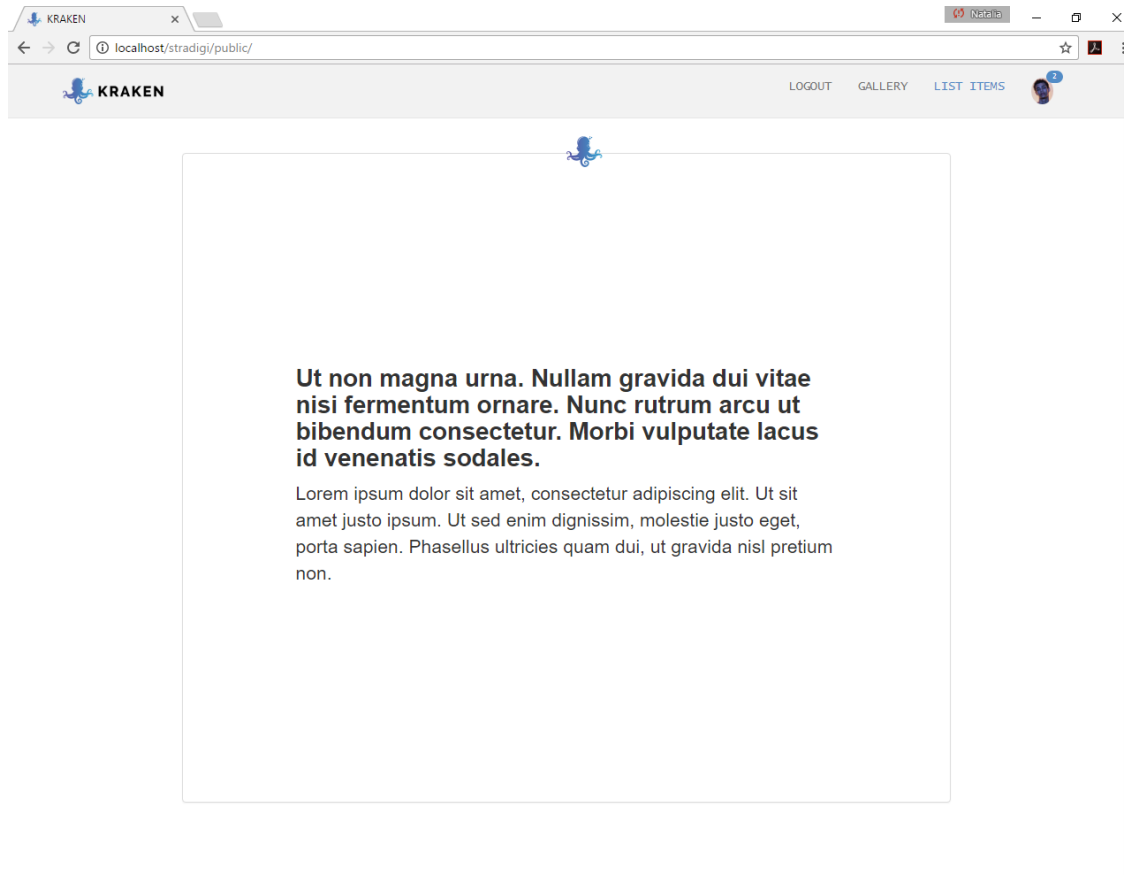 KRAKEN
Natalia
localhost/stradigi/public/
KRAKEN
LOGOUT GALLERY LIST ITEMS 2
Ut non magna urna. Nullam gravida dui vitae
nisi fermentum ornare. Nunc rutrum arcu ut
bibendum consectetur. Morbi vulputate lacus
id venenatis sodales.
Lorem ipsum dolor sit amet, consectetur adipiscing elit. Ut sit
amet justo ipsum. Ut sed enim dignissim, molestie justo eget,
porta sapien. Phasellus ultricies quam dui, ut gravida nisl pretium
non.